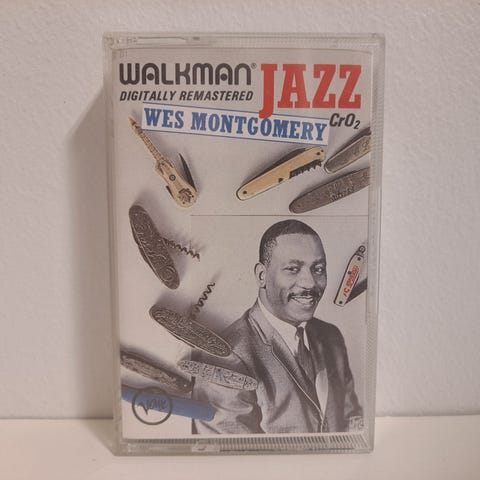 WALKMAN® JAZZ
DIGITALLY REMASTERED
WES MONTGOMERY
CrO2